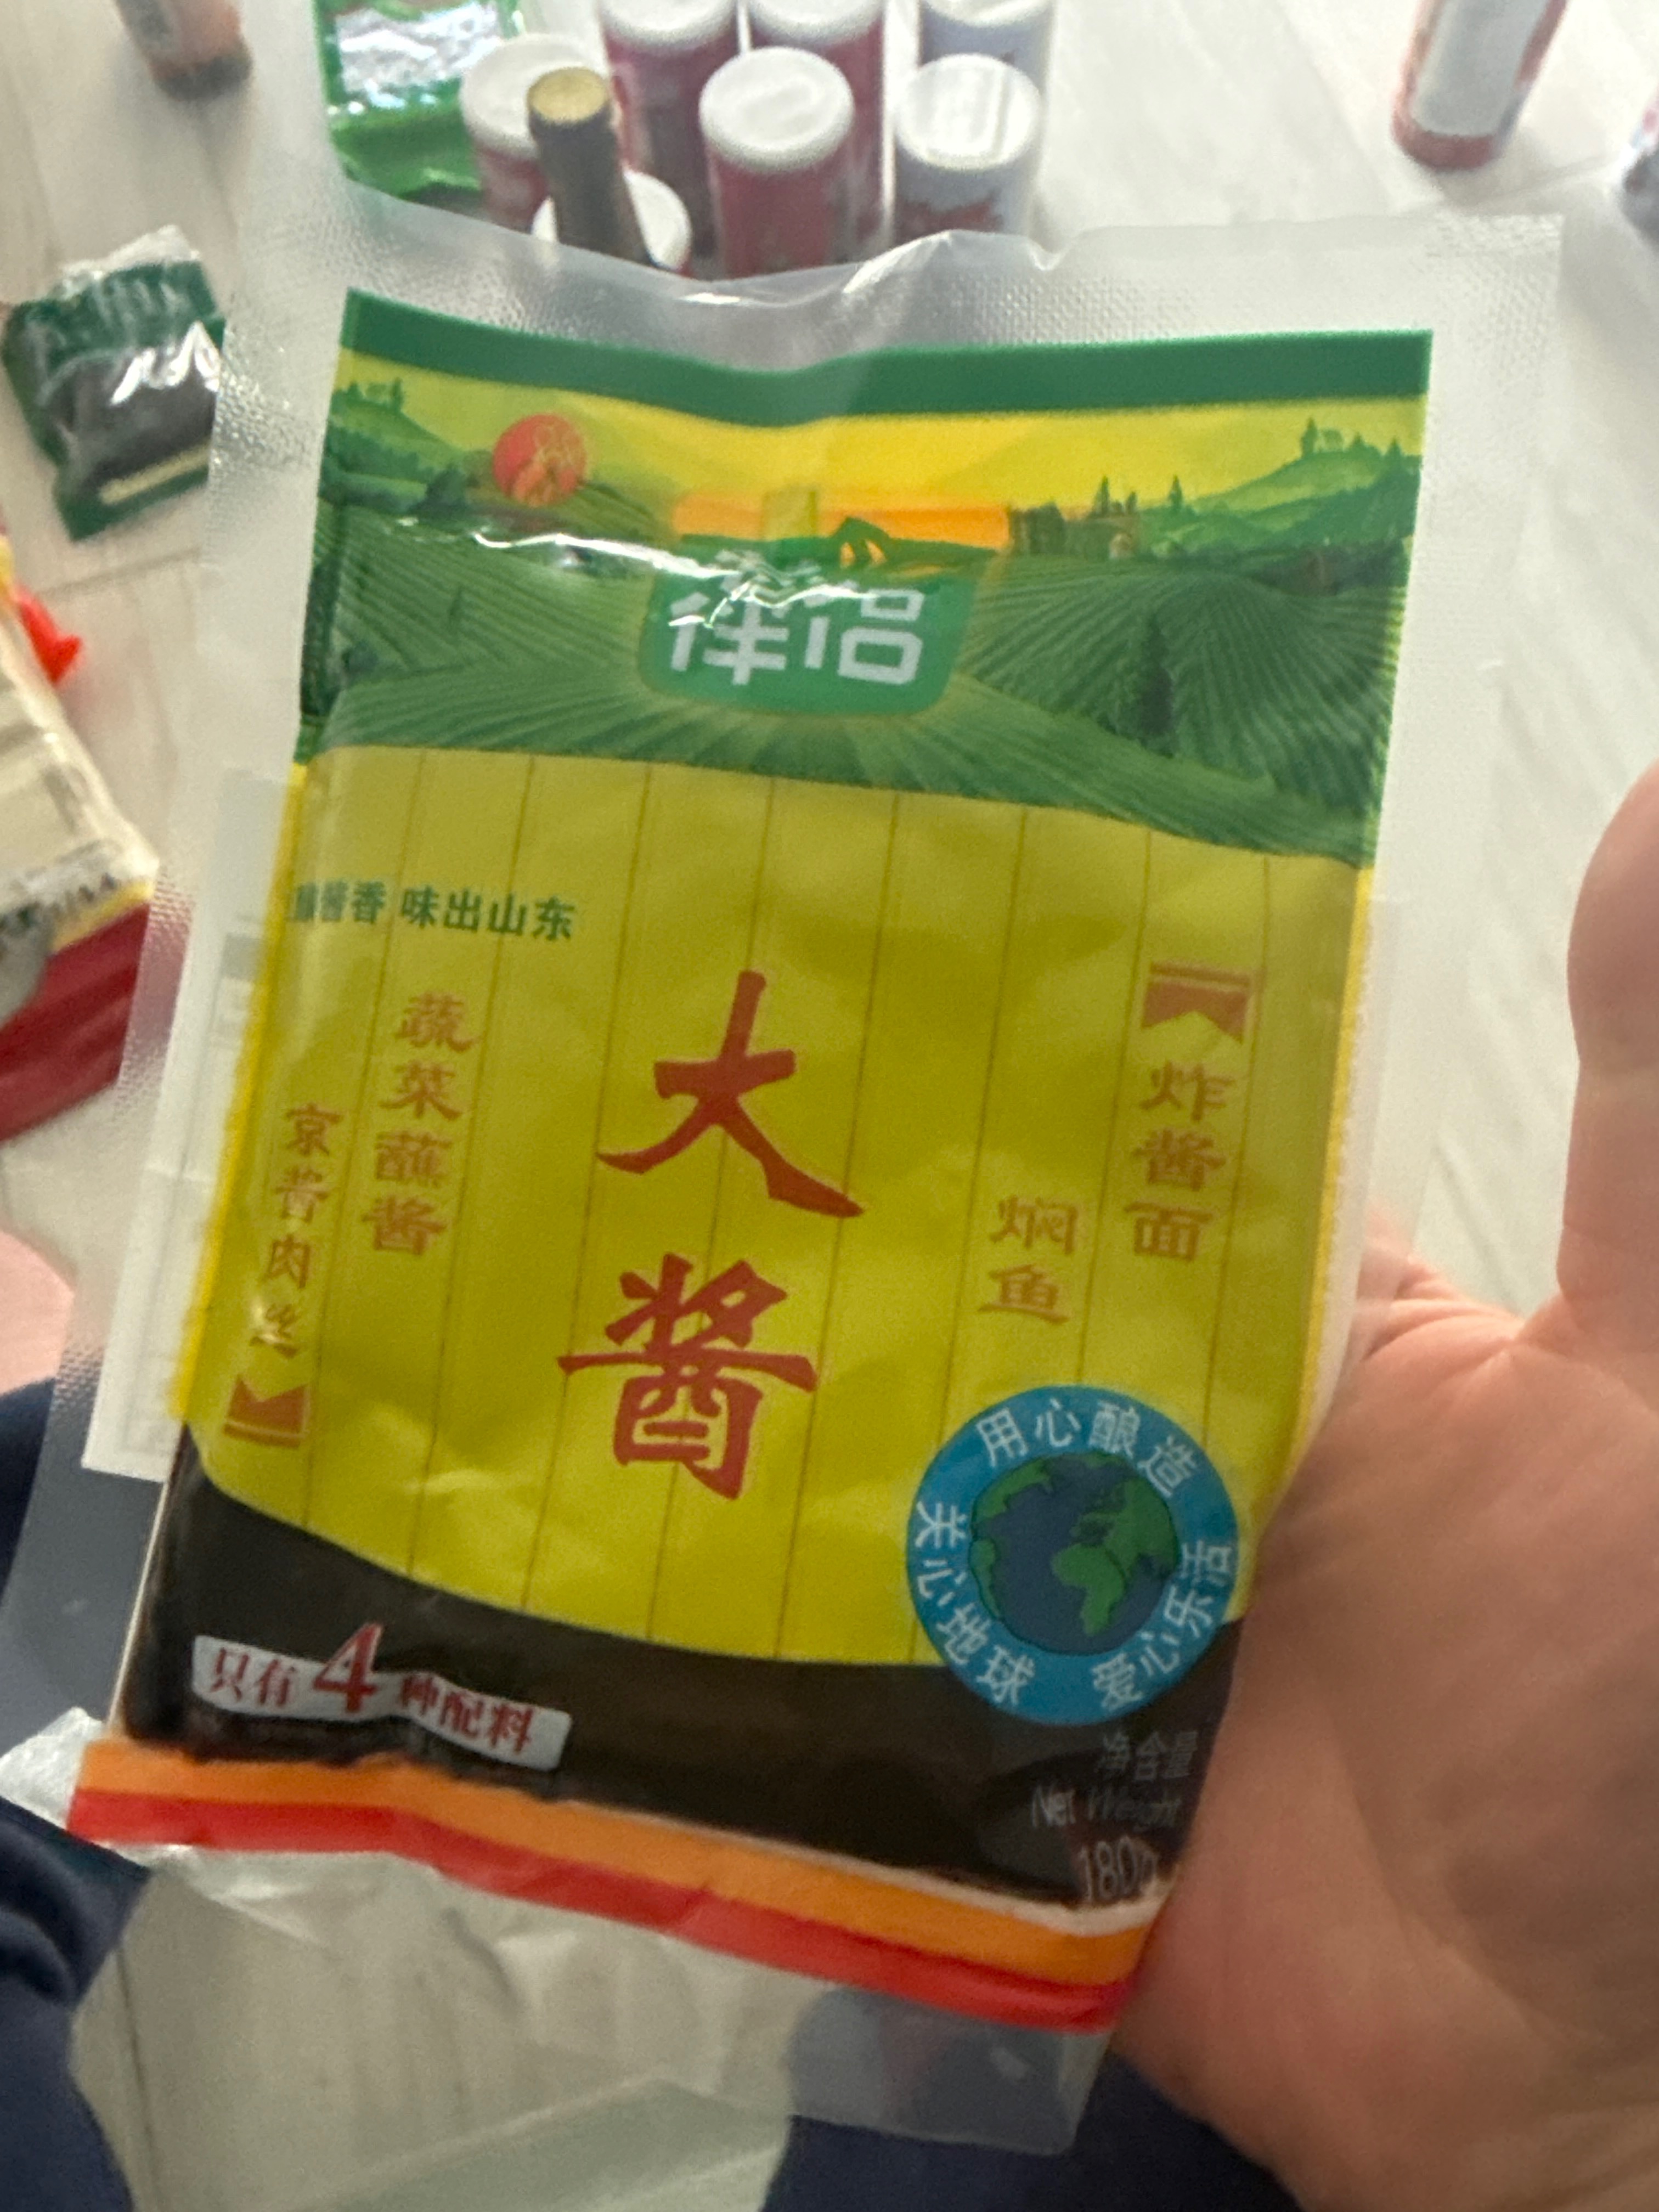 伴侣
酱香 味出山东
大酱
炸酱面
焖鱼
蔬菜蘸酱
京酱肉丝
用心酿造
关心地球
爱心乐活
只有4种配料
净含量
Net Weight
180